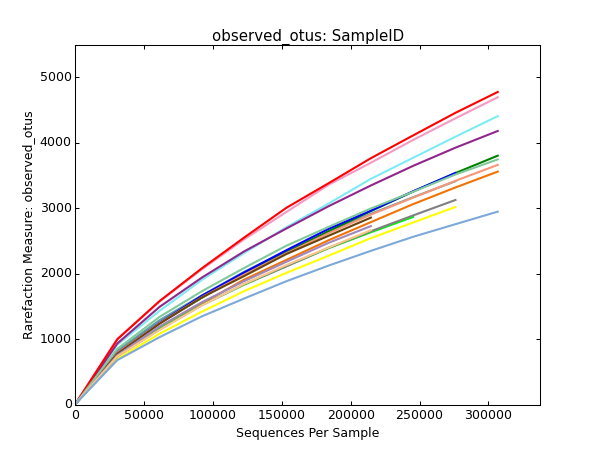 observed_otus: SampleID
Rarefaction Measure: observed_otus
5000
4000
3000
2000
1000
0
0 50000 100000 150000 200000 250000 300000
Sequences Per Sample